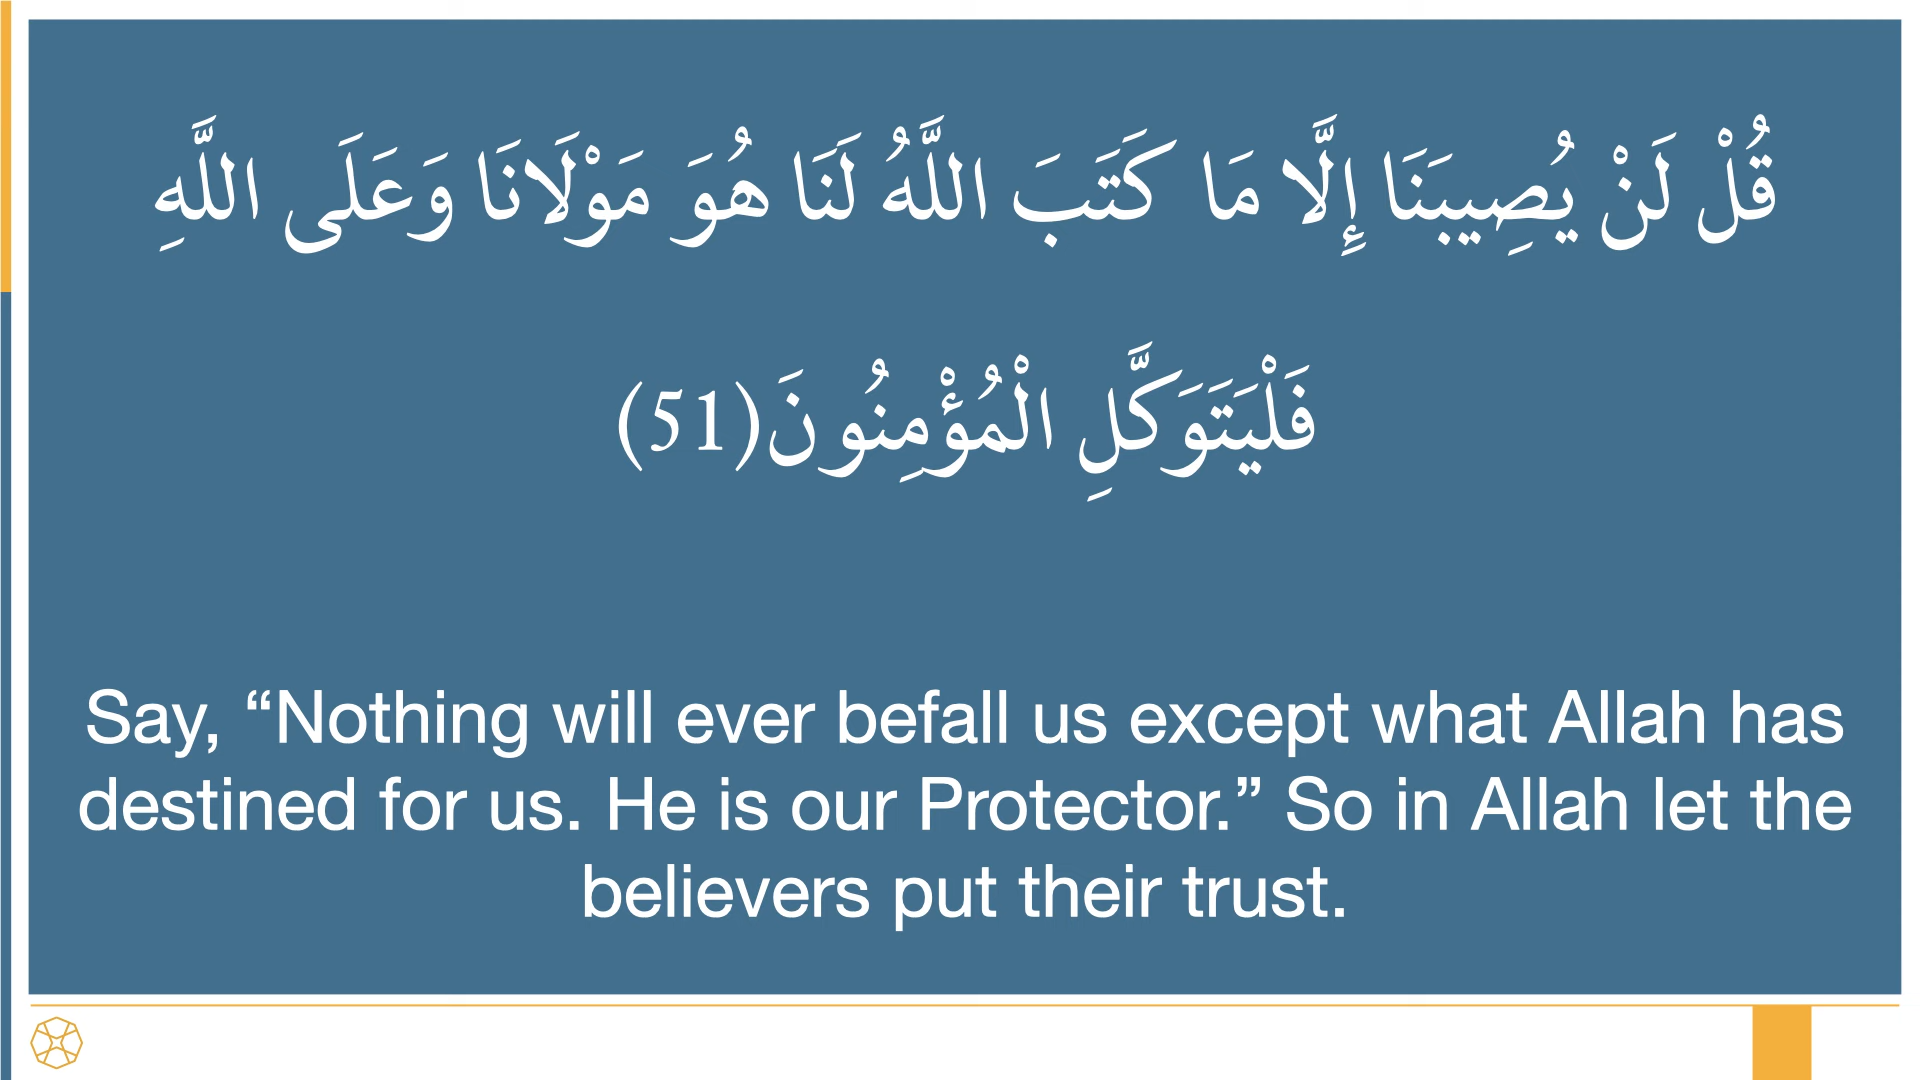 قُلْ لَنْ يُصِيبَنَا إِلَّا مَا كَتَبَ اللَّهُ لَنَا هُوَ مَوْلَانَا وَعَلَى اللَّهِ
فَلْيَتَوَكَّلِ الْمُؤْمِنُونَ(51)
Say, “Nothing will ever befall us except what Allah has
destined for us. He is our Protector.” So in Allah let the
believers put their trust.